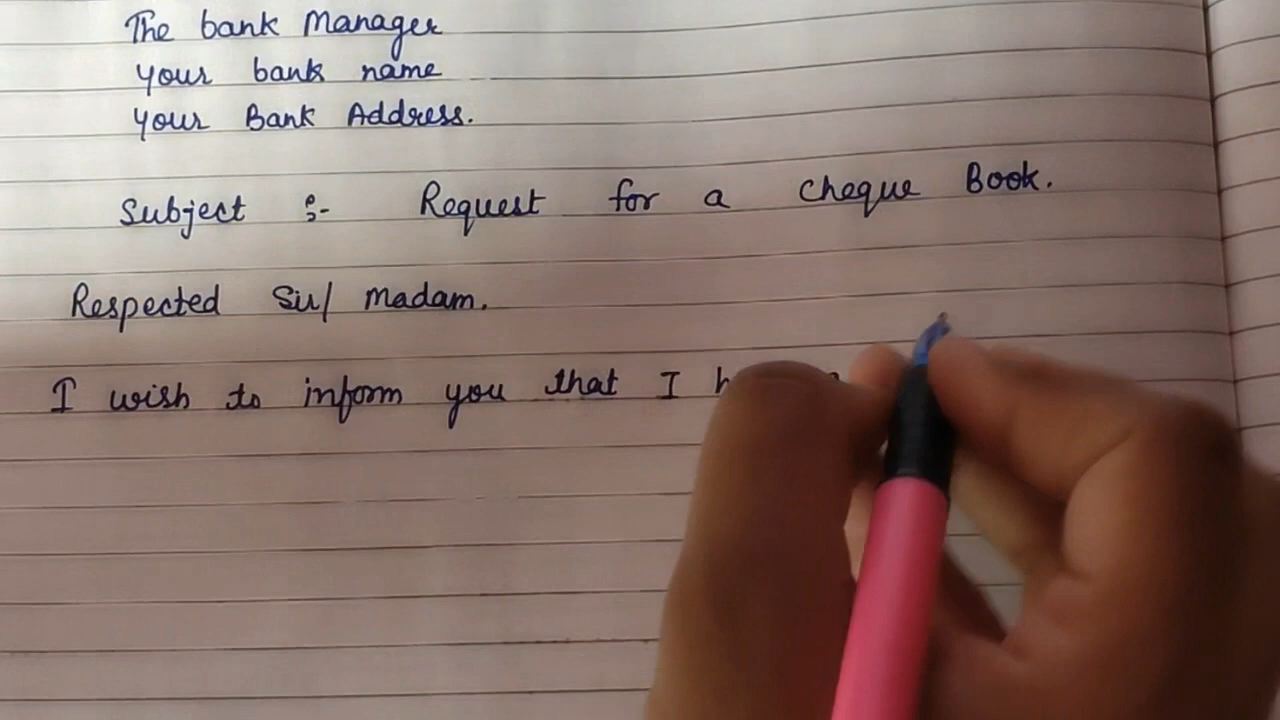 The bank Manager
your bank name
your Bank Address.
Subject :- Request for a cheque Book.
Respected Sir/ Madam.
I wish to inform you that I